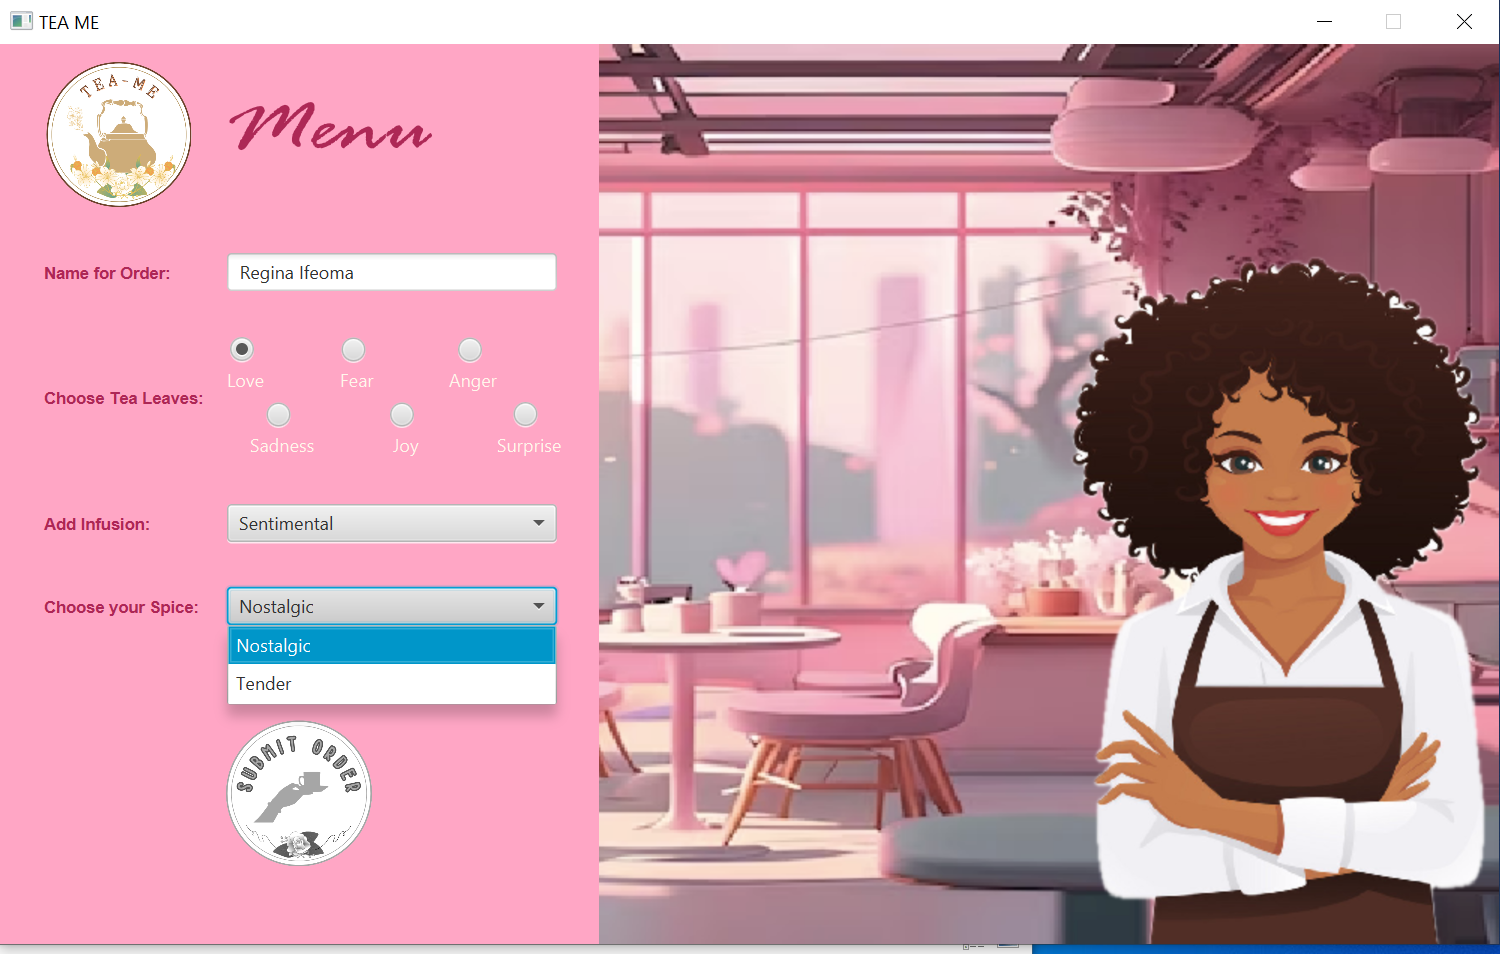 TEA ME
TEA-ME
Menu
Name for Order:
Regina Ifeoma
Choose Tea Leaves:
Love
Fear
Anger
Sadness
Joy
Surprise
Add Infusion:
Sentimental
Choose your Spice:
Nostalgic
Nostalgic
Tender
SUBMIT ORDER